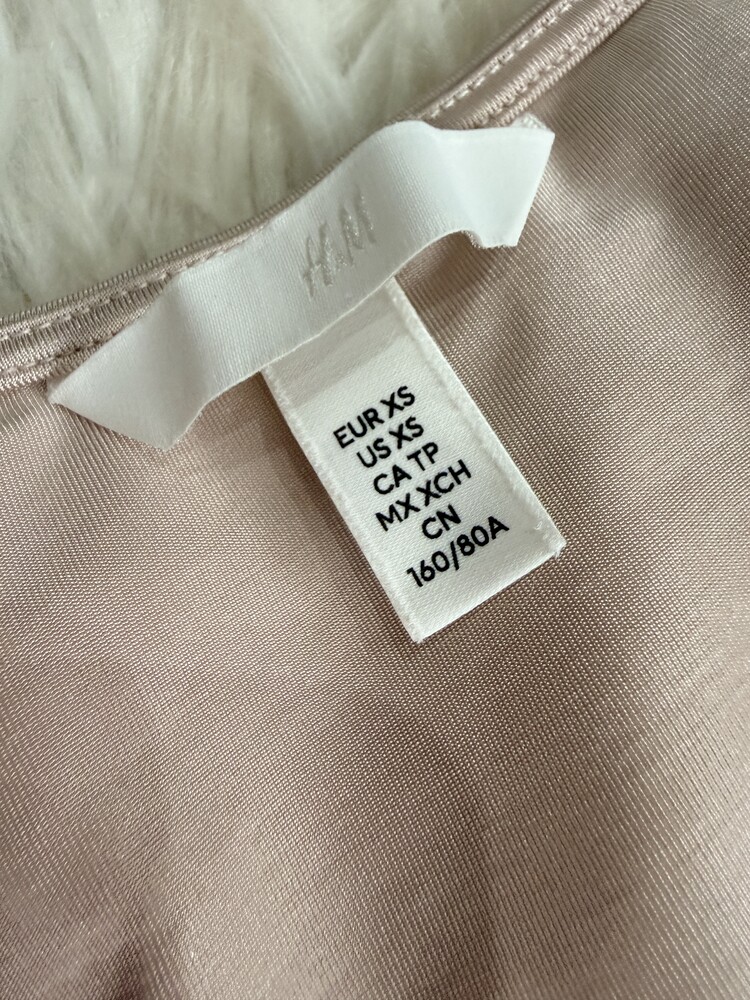 H&M
EUR XS
US XS
CA TP
MX XCH
CN
160/80A